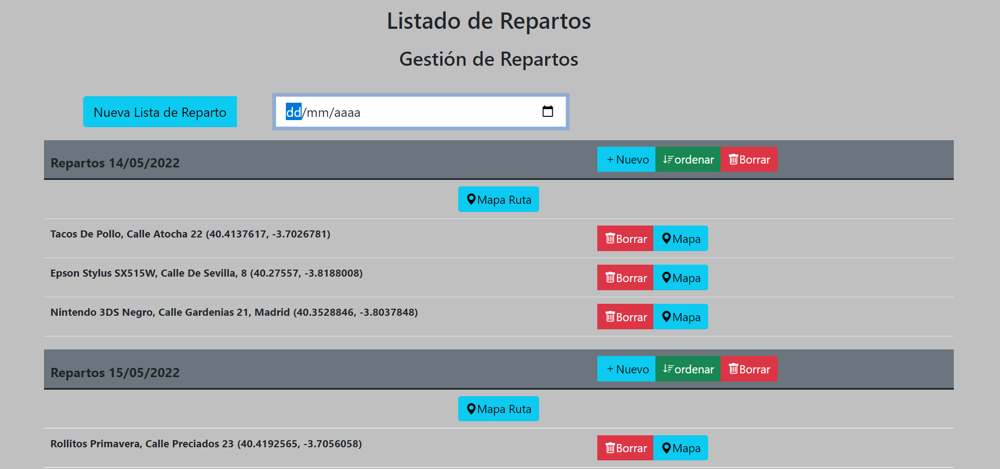 Listado de Repartos
Gestión de Repartos
Nueva Lista de Reparto dd/mm/aaaa
Repartos 14/05/2022 + Nuevo ordenar Borrar
Mapa Ruta
Tacos De Pollo, Calle Atocha 22 (40.4137617, -3.7026781) Borrar Mapa
Epson Stylus SX515W, Calle De Sevilla, 8 (40.27557, -3.8188008) Borrar Mapa
Nintendo 3DS Negro, Calle Gardenias 21, Madrid (40.3528846, -3.8037848) Borrar Mapa
Repartos 15/05/2022 + Nuevo ordenar Borrar
Mapa Ruta
Rollitos Primavera, Calle Preciados 23 (40.4192565, -3.7056058) Borrar Mapa